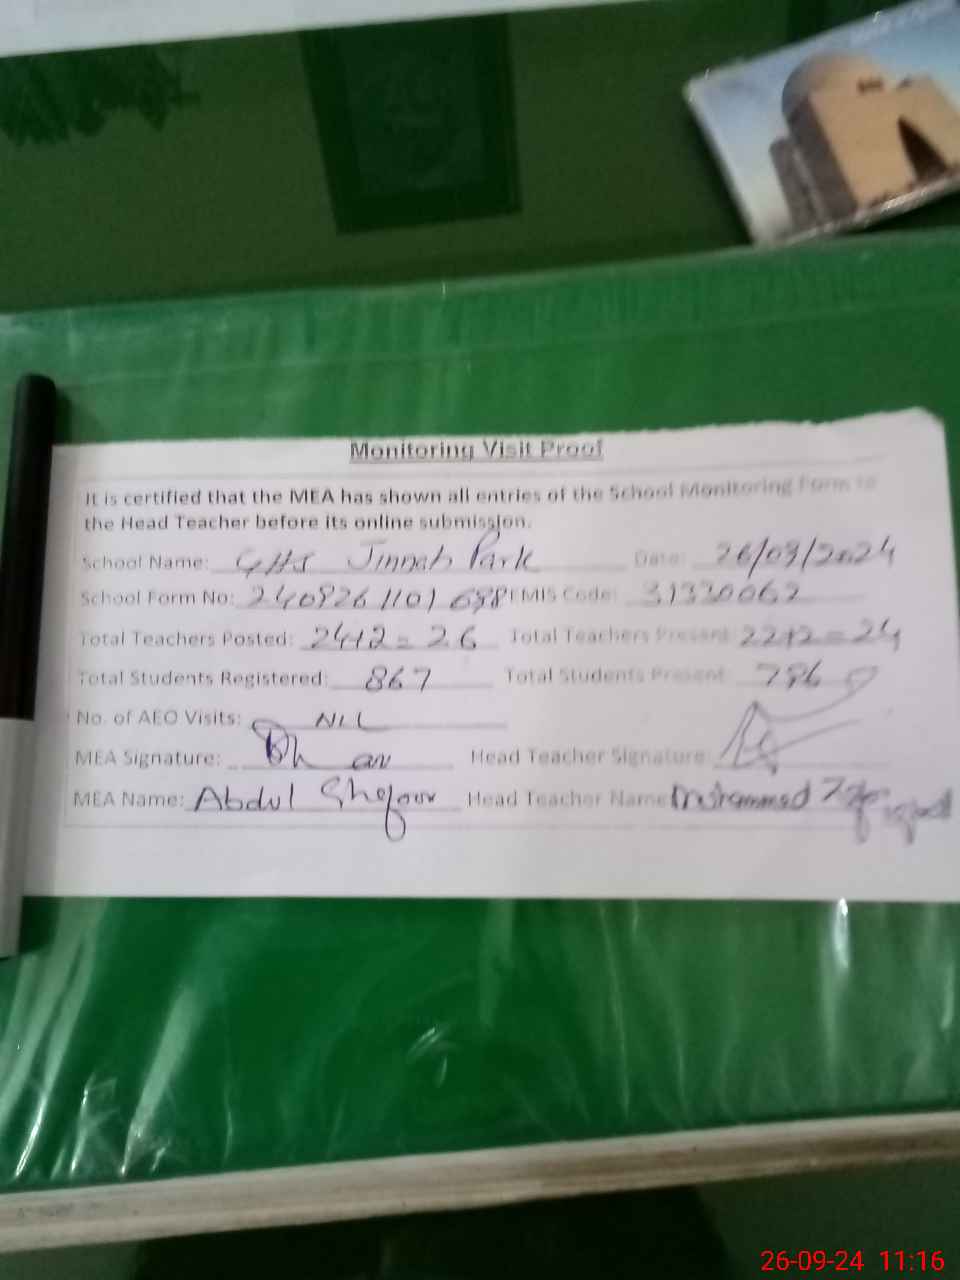 Monitoring Visit Proof
It is certified that the MEA has shown all entries of the School Monitoring Form to
the Head Teacher before its online submission.
School Name: GHS Jinnah Park Date: 26/09/2024
School Form No: 240926 1101 698 EMIS Code: 31330062
Total Teachers Posted: 24+2=26 Total Teachers Present: 22+2=24
Total Students Registered: 867 Total Students Present: 786
No. of AEO Visits: NIL
MEA Signature: Head Teacher Signature:
MEA Name: Abdul Ghafoor Head Teacher Name: Muhammad
26-09-24 11:16